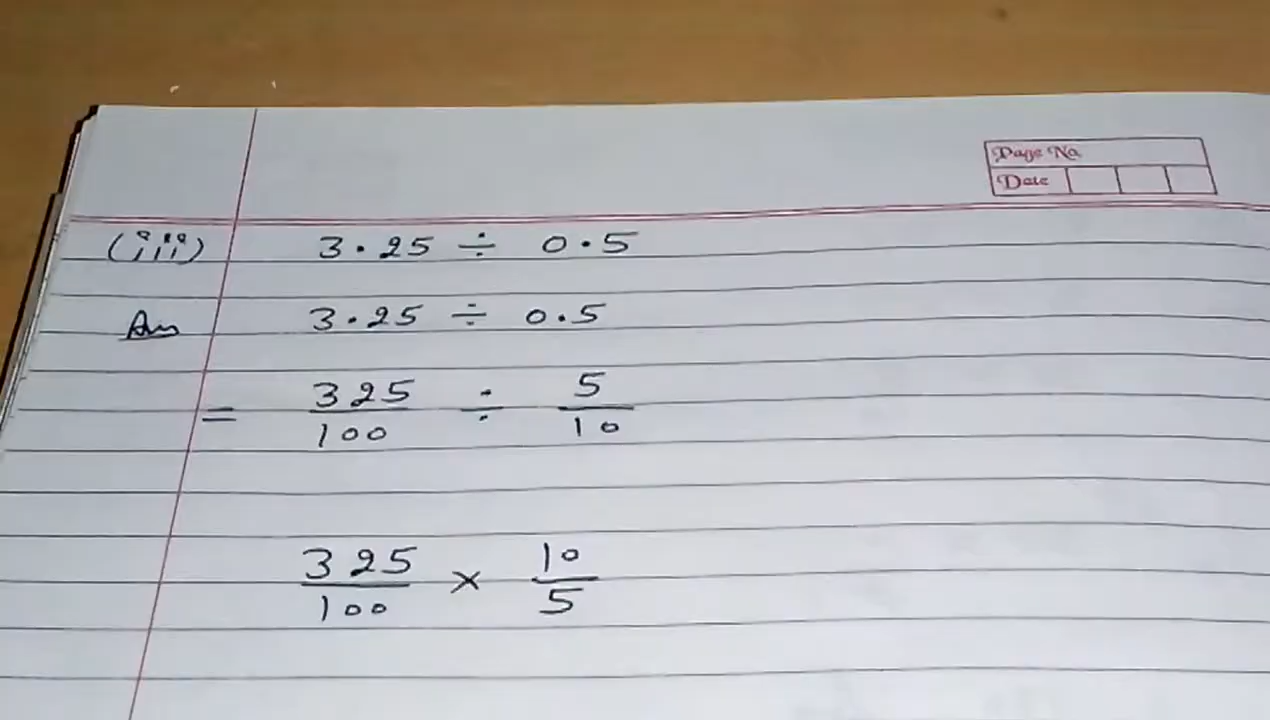 Page No.
Date
(iii) 3.25 ÷ 0.5
Ans 3.25 ÷ 0.5
= 325/100 ÷ 5/10
325/100 × 10/5